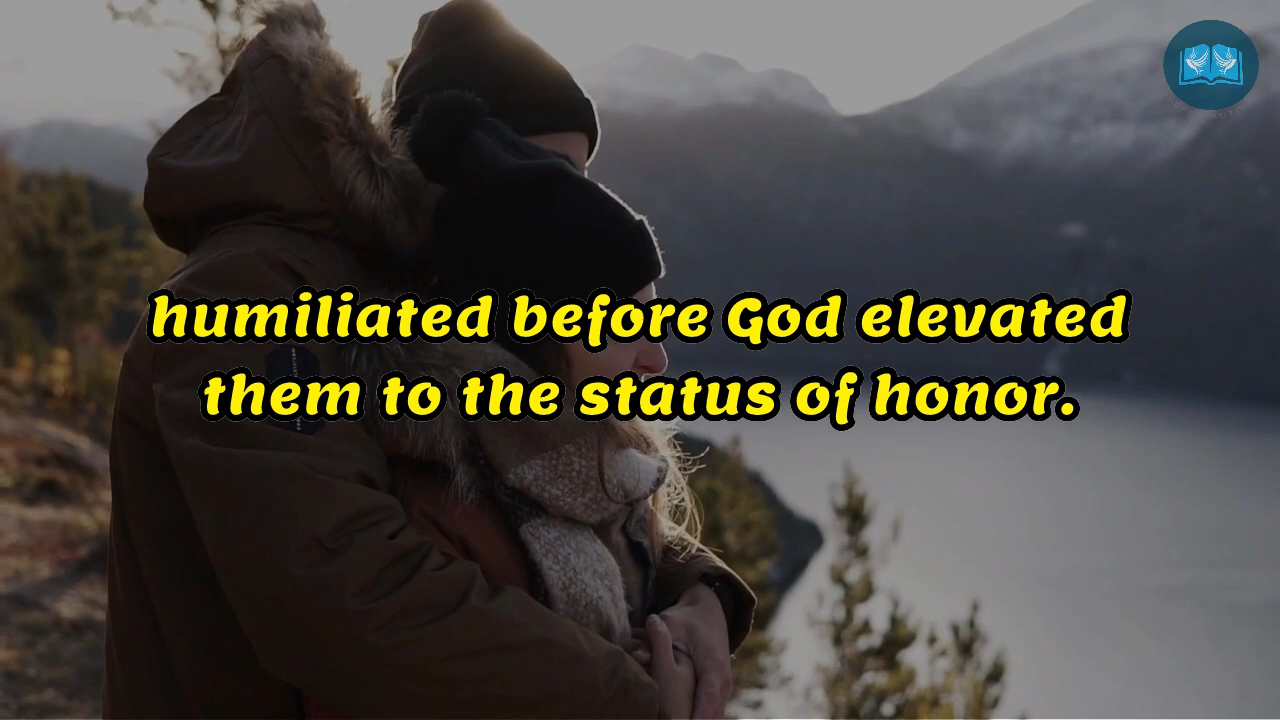 humiliated before God elevated
them to the status of honor.